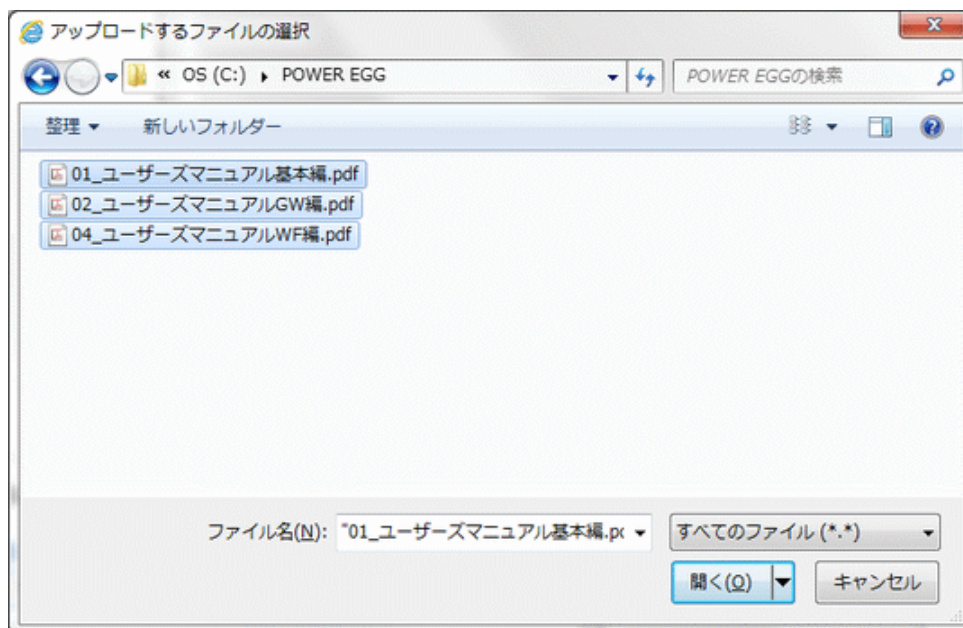 アップロードするファイルの選択
« OS (C:) ▸ POWER EGG
POWER EGGの検索
整理 ▼ 新しいフォルダー
01_ユーザーズマニュアル基本編.pdf
02_ユーザーズマニュアルGW編.pdf
04_ユーザーズマニュアルWF編.pdf
ファイル名(N): "01_ユーザーズマニュアル基本編.pc すべてのファイル (*.*)
開く(O) キャンセル